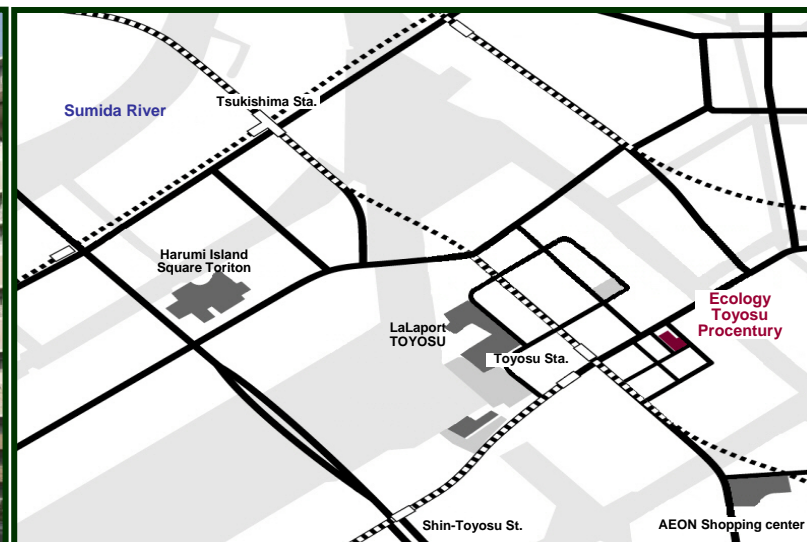 Sumida River
Tsukishima Sta.
Harumi Island
Square Toriton
LaLaport
TOYOSU
Toyosu Sta.
Ecology
Toyosu
Procentury
Shin-Toyosu St.
AEON Shopping center